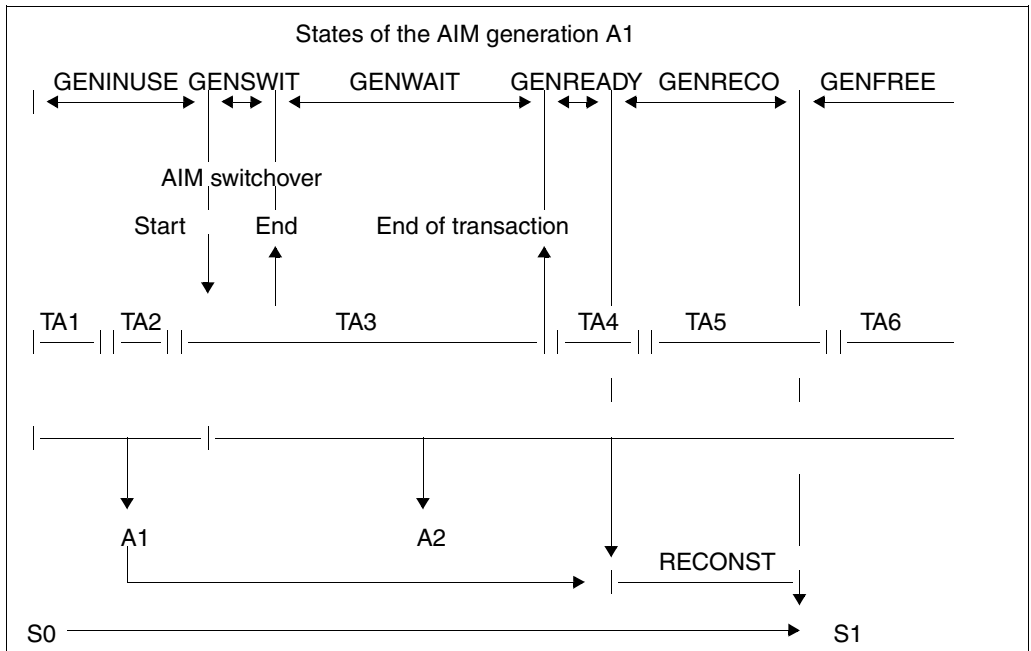 States of the AIM generation A1
GENINUSE GENSWIT GENWAIT GENREADY GENRECO GENFREE
AIM switchover
Start End End of transaction
TA1 TA2 TA3 TA4 TA5 TA6
A1 A2
RECONST
S0 S1